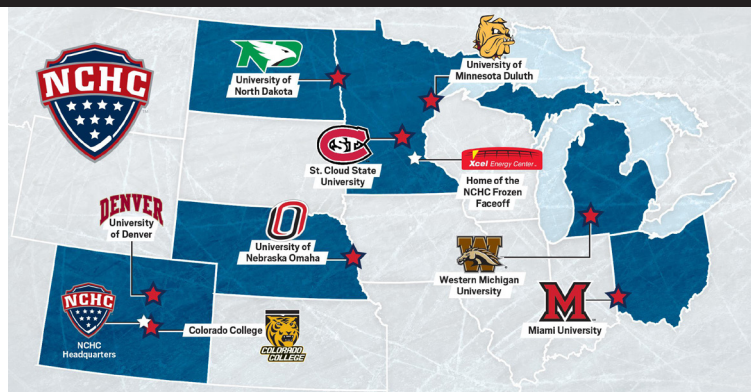 NCHC
University of
North Dakota
University of
Minnesota Duluth
STC
St. Cloud State
University
Xcel Energy Center
Home of the
NCHC Frozen
Faceoff
DENVER
University
of Denver
O
University of
Nebraska Omaha
W
Western Michigan
University
M
Miami University
NCHC
NCHC
Headquarters
Colorado College
COLORADO
COLLEGE